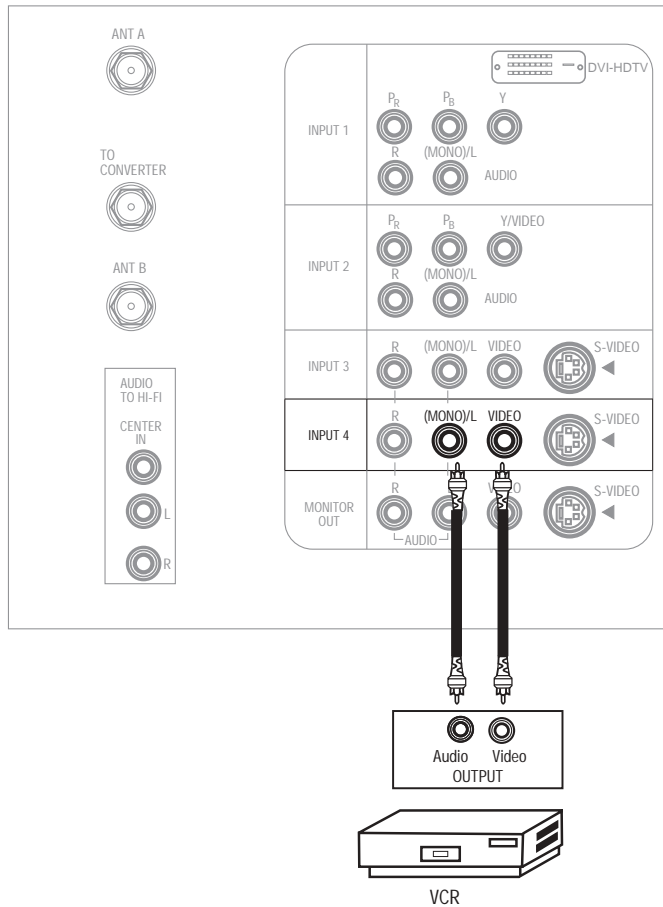 ANT A
TO
CONVERTER
ANT B
AUDIO
TO HI-FI
CENTER
IN
L
R
DVI-HDTV
INPUT 1
PR PB Y
R (MONO)/L AUDIO
INPUT 2
PR PB Y/VIDEO
R (MONO)/L AUDIO
INPUT 3
R (MONO)/L VIDEO S-VIDEO
INPUT 4
R (MONO)/L VIDEO S-VIDEO
MONITOR
OUT
R VIDEO S-VIDEO
AUDIO
Audio Video
OUTPUT
VCR